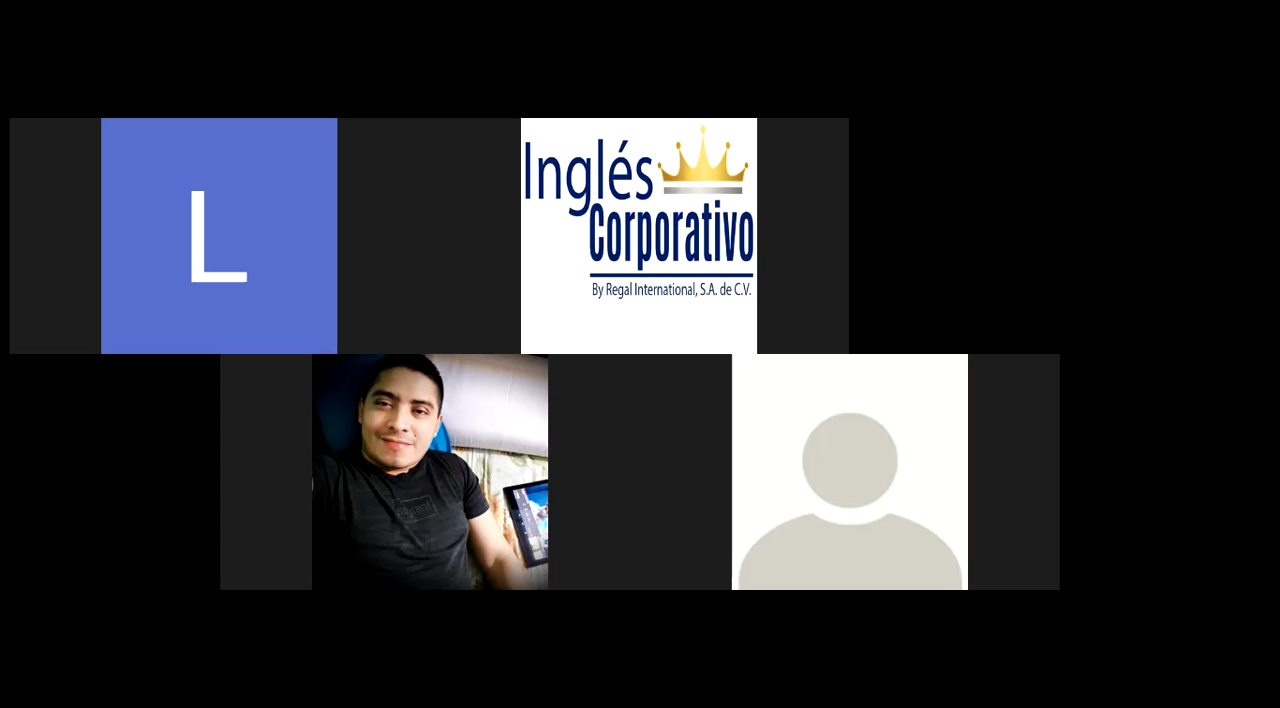 L
Inglés
Corporativo
By Regal International, S.A. de C.V.